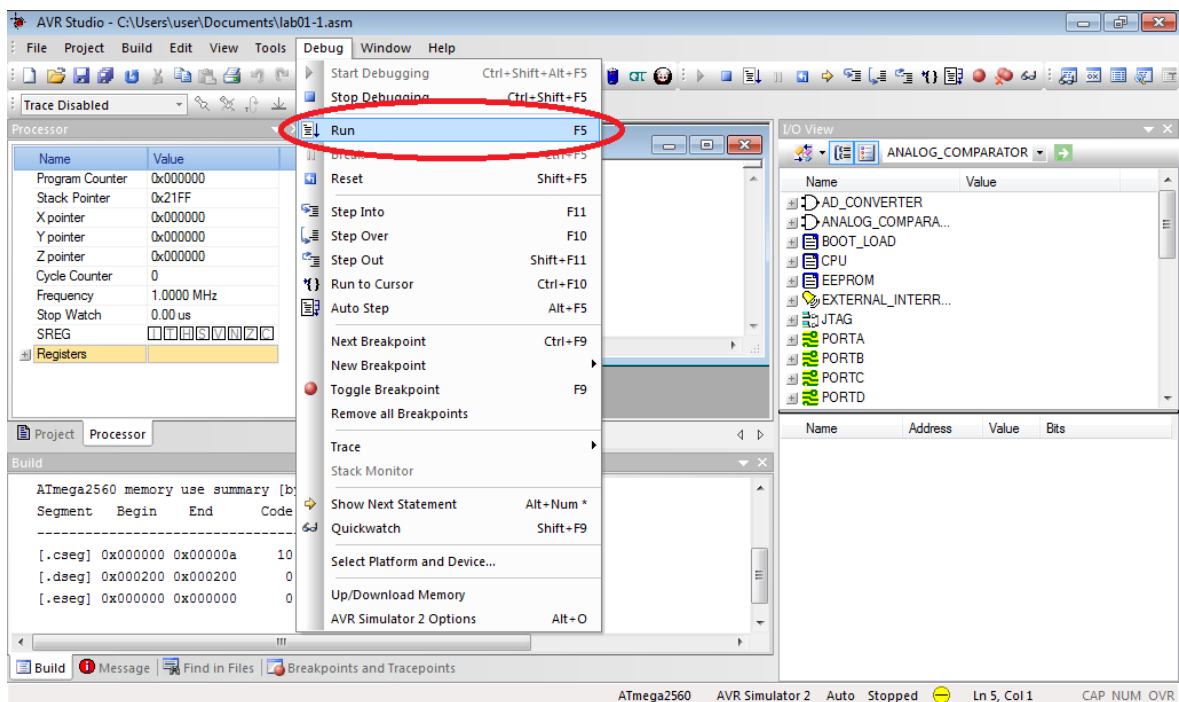 AVR Studio - C:\Users\user\Documents\lab01-1.asm
File Project Build Edit View Tools Debug Window Help
Trace Disabled
Processor
Name Value
Program Counter 0x000000
Stack Pointer 0x21FF
X pointer 0x000000
Y pointer 0x000000
Z pointer 0x000000
Cycle Counter 0
Frequency 1.0000 MHz
Stop Watch 0.00 us
SREG I T H S V N Z C
Registers
Project Processor
Start Debugging Ctrl+Shift+Alt+F5
Stop Debugging Ctrl+Shift+F5
Run F5
Break Ctrl+F5
Reset Shift+F5
Step Into F11
Step Over F10
Step Out Shift+F11
Run to Cursor Ctrl+F10
Auto Step Alt+F5
Next Breakpoint Ctrl+F9
New Breakpoint
Toggle Breakpoint F9
Remove all Breakpoints
Trace
Stack Monitor
Show Next Statement Alt+Num *
Quickwatch Shift+F9
Select Platform and Device...
Up/Download Memory
AVR Simulator 2 Options Alt+O
I/O View
ANALOG_COMPARATOR
Name Value
AD_CONVERTER
ANALOG_COMPARA...
BOOT_LOAD
CPU
EEPROM
EXTERNAL_INTERR...
JTAG
PORTA
PORTB
PORTC
PORTD
Name Address Value Bits
Build
ATmega2560 memory use summary [by
Segment Begin End Code
[.cseg] 0x000000 0x00000a 10
[.dseg] 0x000200 0x000200 0
[.eseg] 0x000000 0x000000 0
Build Message Find in Files Breakpoints and Tracepoints
ATmega2560 AVR Simulator 2 Auto Stopped Ln 5, Col 1 CAP NUM OVR